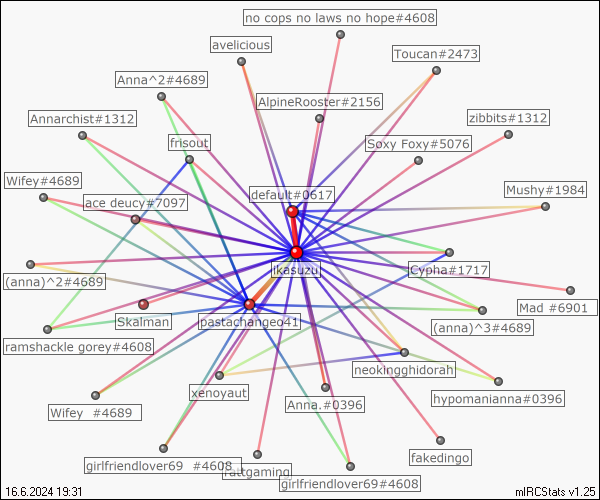 no cops no laws no hope#4608
avelicious
Toucan#2473
Anna^2#4689
AlpineRooster#2156
Annarchist#1312
zibbits#1312
frisout
Soxy Foxy#5076
Wifey#4689
default#0617
Mushy#1984
ace deucy#7097
ikasuzu
Cypha#1717
(anna)^2#4689
Mad #6901
Skalman
pastachangeo41
(anna)^3#4689
ramshackle gorey#4608
neokingghidorah
xenoyaut
hypomanianna#0396
Wifey #4689
Anna.#0396
fakedingo
girlfriendlover69 #4608
girlfriendlover69#4608
16.6.2024 19:31
mIRCStats v1.25